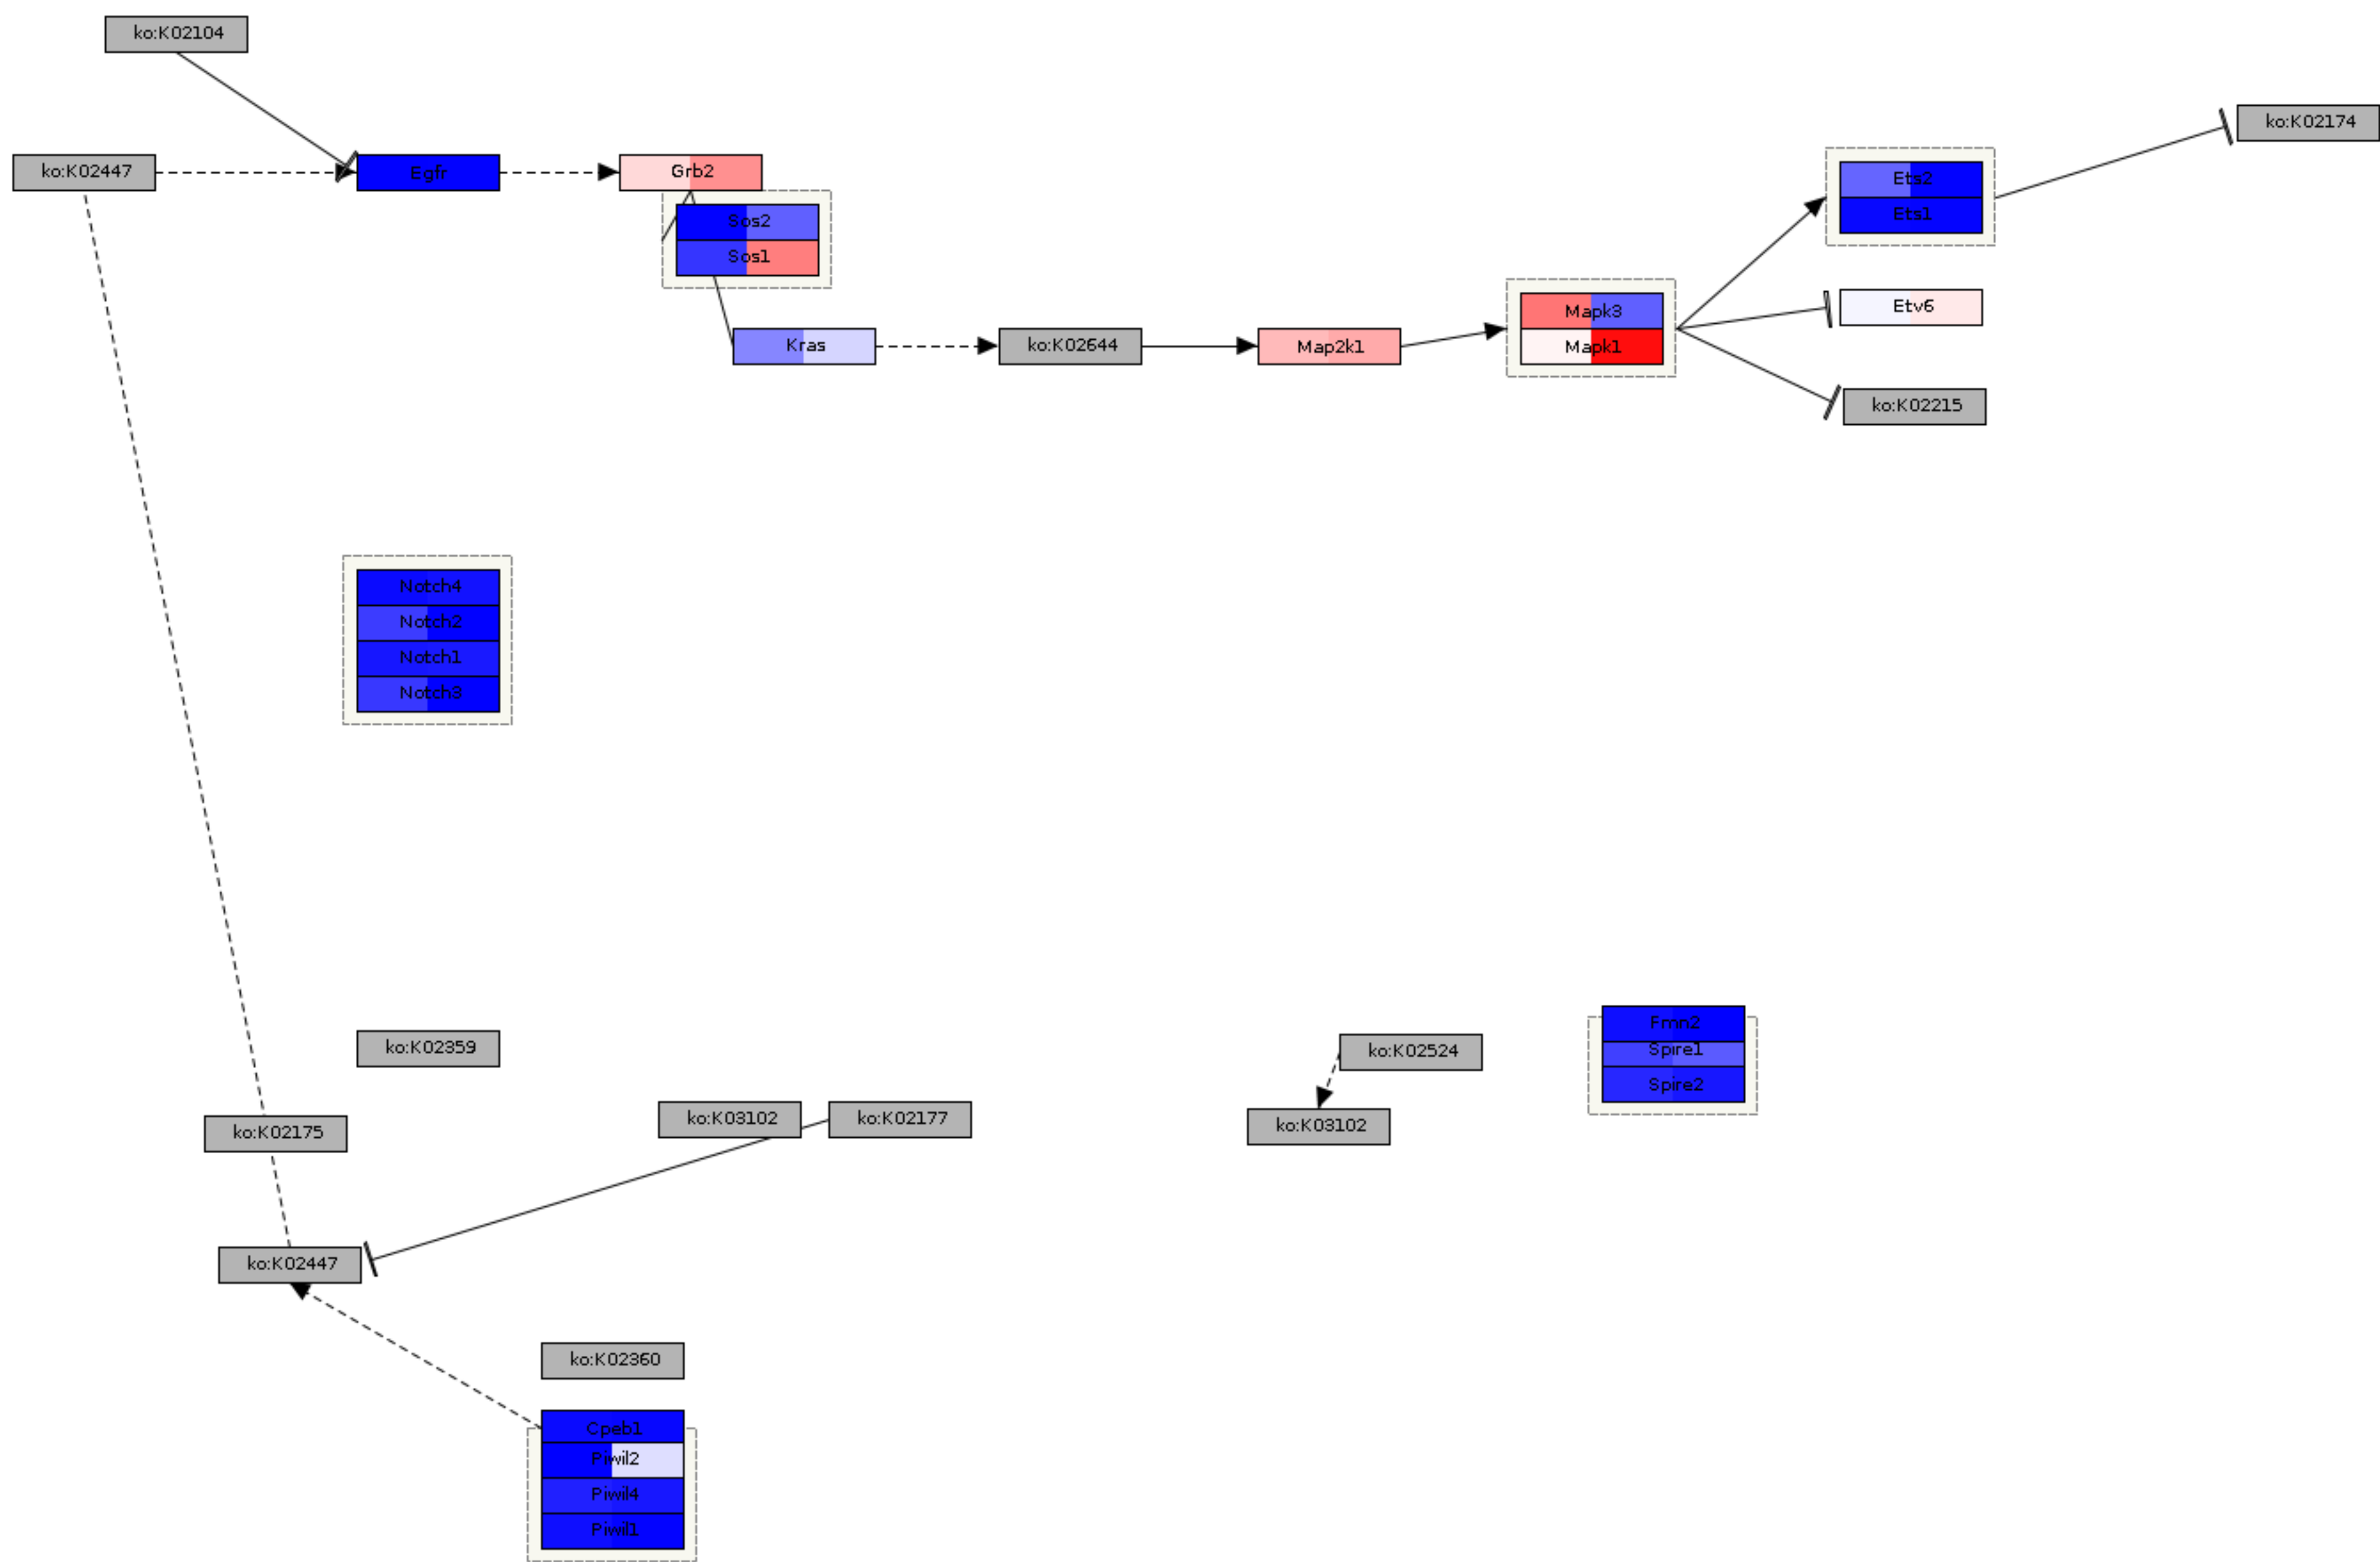 ko:K02104
ko:K02174
ko:K02447
Egfr
Grb2
Ets2
Ets1
Sos2
Sos1
Etv6
Mapk3
Mapk1
Kras
ko:K02644
Map2k1
ko:K02215
Notch4
Notch2
Notch1
Notch3
Fmn2
Spire1
Spire2
ko:K02359
ko:K02524
ko:K02175
ko:K03102
ko:K02177
ko:K03102
ko:K02447
ko:K02360
Cpeb1
Piwil2
Piwil4
Piwil1